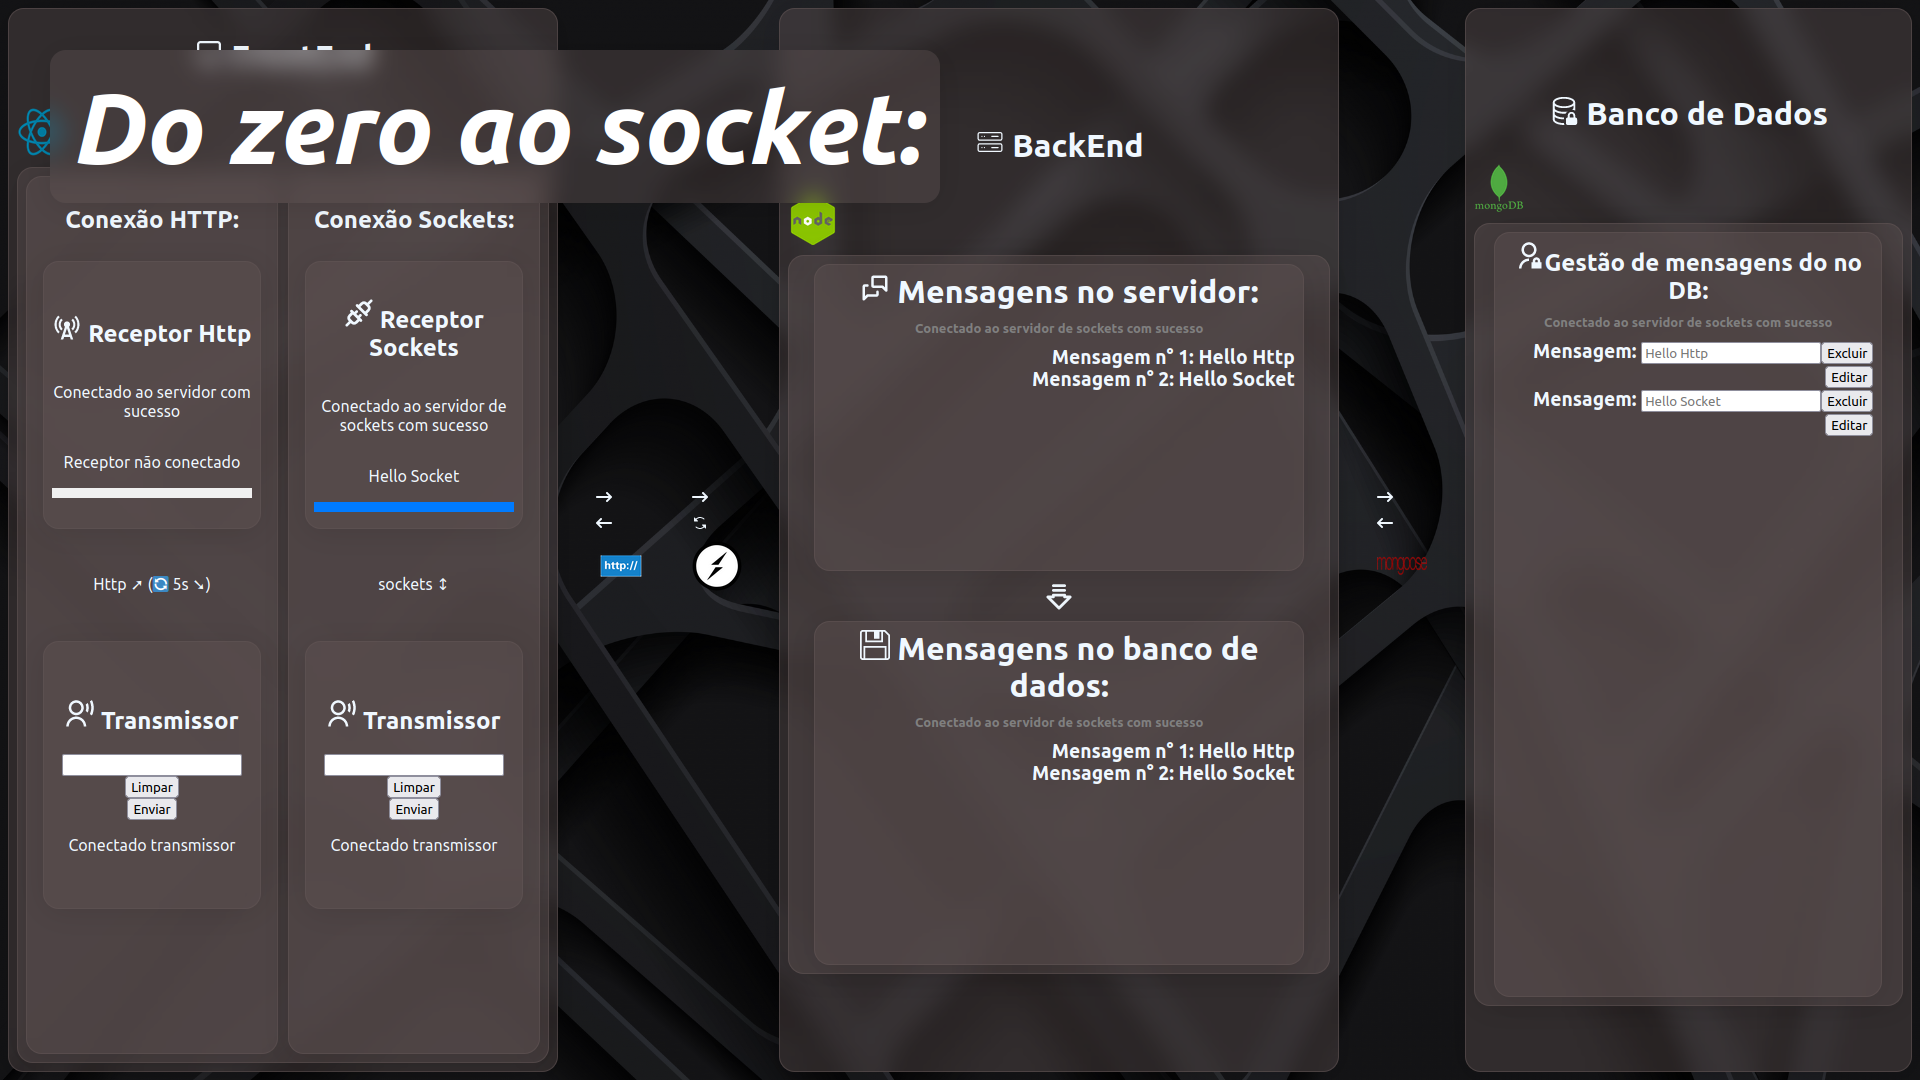 Do zero ao socket:
Conexão HTTP:
Receptor Http
Conectado ao servidor com
sucesso
Receptor não conectado
Http ↗ (🔄 5s ↘)
Transmissor
Limpar
Enviar
Conectado transmissor
Conexão Sockets:
Receptor
Sockets
Conectado ao servidor de
sockets com sucesso
Hello Socket
sockets ↕
Transmissor
Limpar
Enviar
Conectado transmissor
→
←
http://
→
BackEnd
node
Mensagens no servidor:
Conectado ao servidor de sockets com sucesso
Mensagem n° 1: Hello Http
Mensagem n° 2: Hello Socket
Mensagens no banco de
dados:
Conectado ao servidor de sockets com sucesso
Mensagem n° 1: Hello Http
Mensagem n° 2: Hello Socket
→
←
mongoose
Banco de Dados
mongoDB
Gestão de mensagens do no
DB:
Conectado ao servidor de sockets com sucesso
Mensagem: Hello Http Excluir
Editar
Mensagem: Hello Socket Excluir
Editar